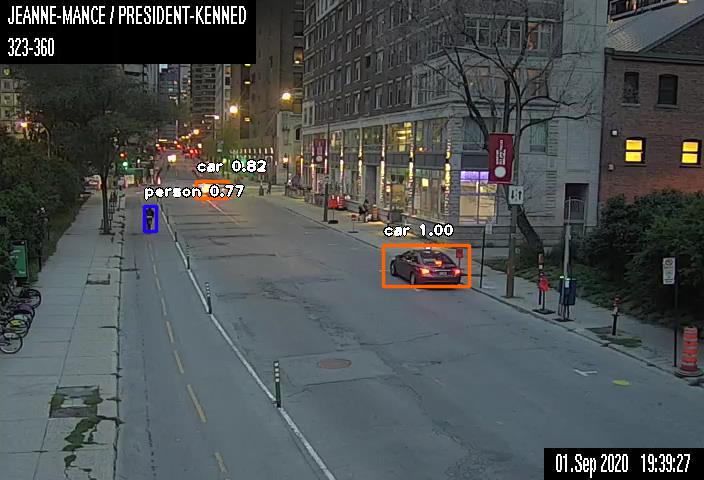 JEANNE-MANCE / PRESIDENT-KENNED
323-360
car 0.82
person 0.77
car 1.00
01.Sep 2020 19:39:27